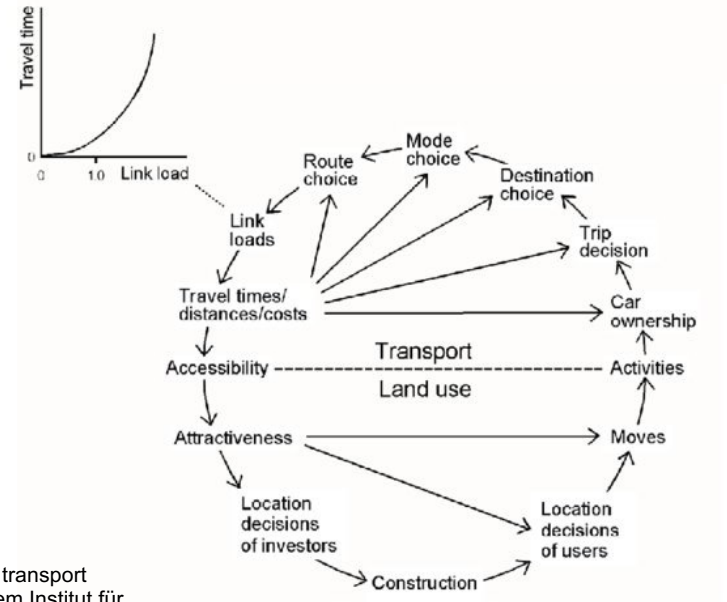 Travel time
0
0
1.0
Link load
Mode
choice
Route
choice
Destination
choice
Link
loads
Trip
decision
Travel times/
distances/costs
Car
ownership
Transport
Accessibility
Activities
Land use
Attractiveness
Moves
Location
decisions
of investors
Location
decisions
of users
Construction
transport
em Institut für